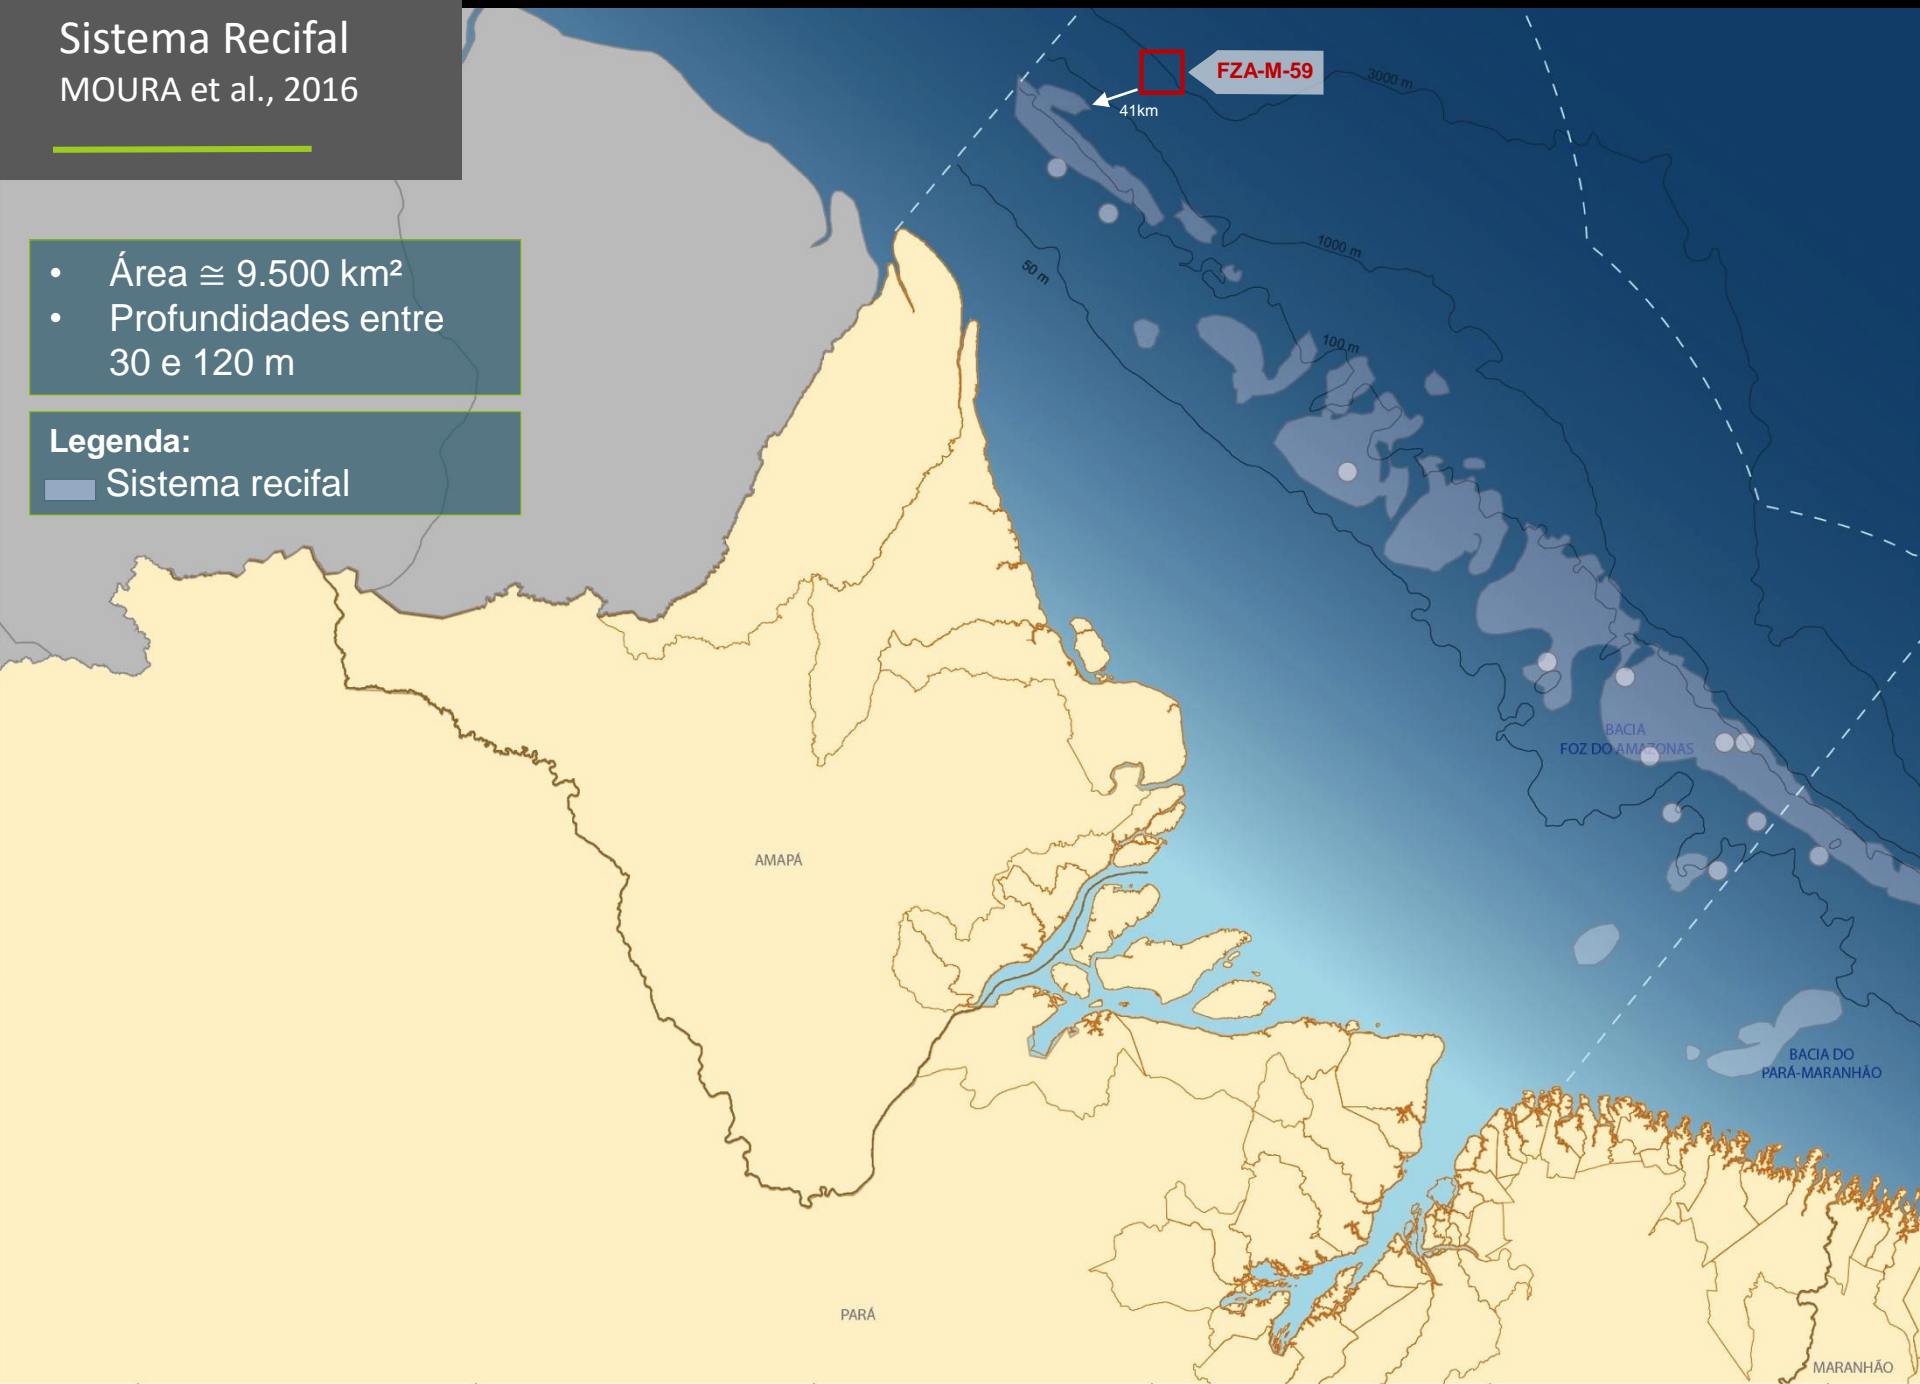 Sistema Recifal
MOURA et al., 2016
• Área ≅ 9.500 km²
• Profundidades entre
30 e 120 m
Legenda:
Sistema recifal
FZA-M-59
41km
3000 m
1000 m
50 m
100 m
BACIA
FOZ DO AMAZONAS
AMAPÁ
BACIA DO
PARÁ-MARANHÃO
PARÁ
MARANHÃO